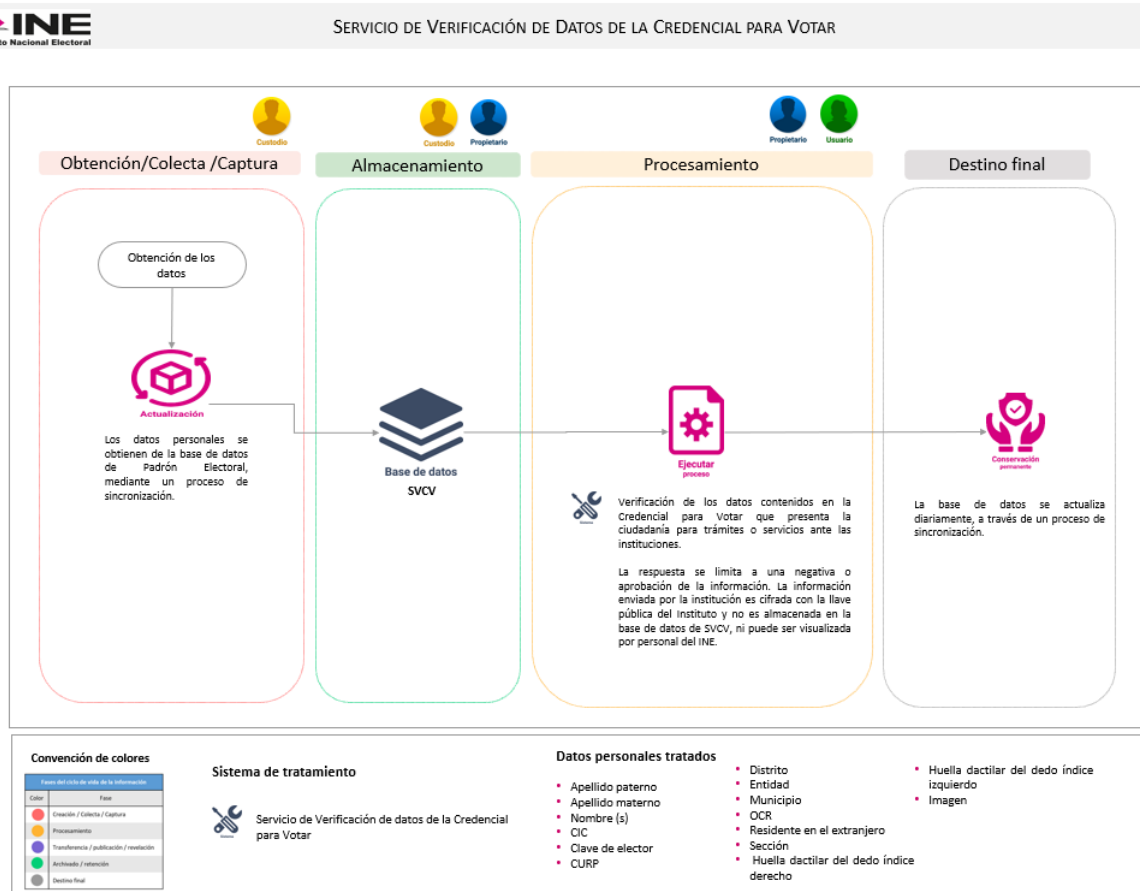 INE
Nacional Electoral
SERVICIO DE VERIFICACIÓN DE DATOS DE LA CREDENCIAL PARA VOTAR
Custodio
Custodio
Propietario
Propietario
Usuario
Obtención/Colecta /Captura
Almacenamiento
Procesamiento
Destino final
Obtención de los
datos
Actualización
Los datos personales se
obtienen de la base de datos
de Padrón Electoral,
mediante un proceso de
sincronización.
Base de datos
SVCV
Ejecutar
proceso
Sistema
Verificación de los datos contenidos en la
Credencial para Votar que presenta la
ciudadanía para trámites o servicios ante las
instituciones.
La respuesta se limita a una negativa o
aprobación de la información. La información
enviada por la institución es cifrada con la llave
pública del Instituto y no es almacenada en la
base de datos de SVCV, ni puede ser visualizada
por personal del INE.
Conservación
permanente
La base de datos se actualiza
diariamente, a través de un proceso de
sincronización.
Convención de colores
Fases del ciclo de vida de la información
Color Fase
Creación / Colecta / Captura
Procesamiento
Transferencia / publicación / revelación
Archivado / retención
Destino final
Sistema de tratamiento
Sistema
Servicio de Verificación de datos de la Credencial
para Votar
Datos personales tratados
Apellido paterno
Apellido materno
Nombre (s)
CIC
Clave de elector
CURP
Distrito
Entidad
Municipio
OCR
Residente en el extranjero
Sección
Huella dactilar del dedo índice
derecho
Huella dactilar del dedo índice
izquierdo
Imagen